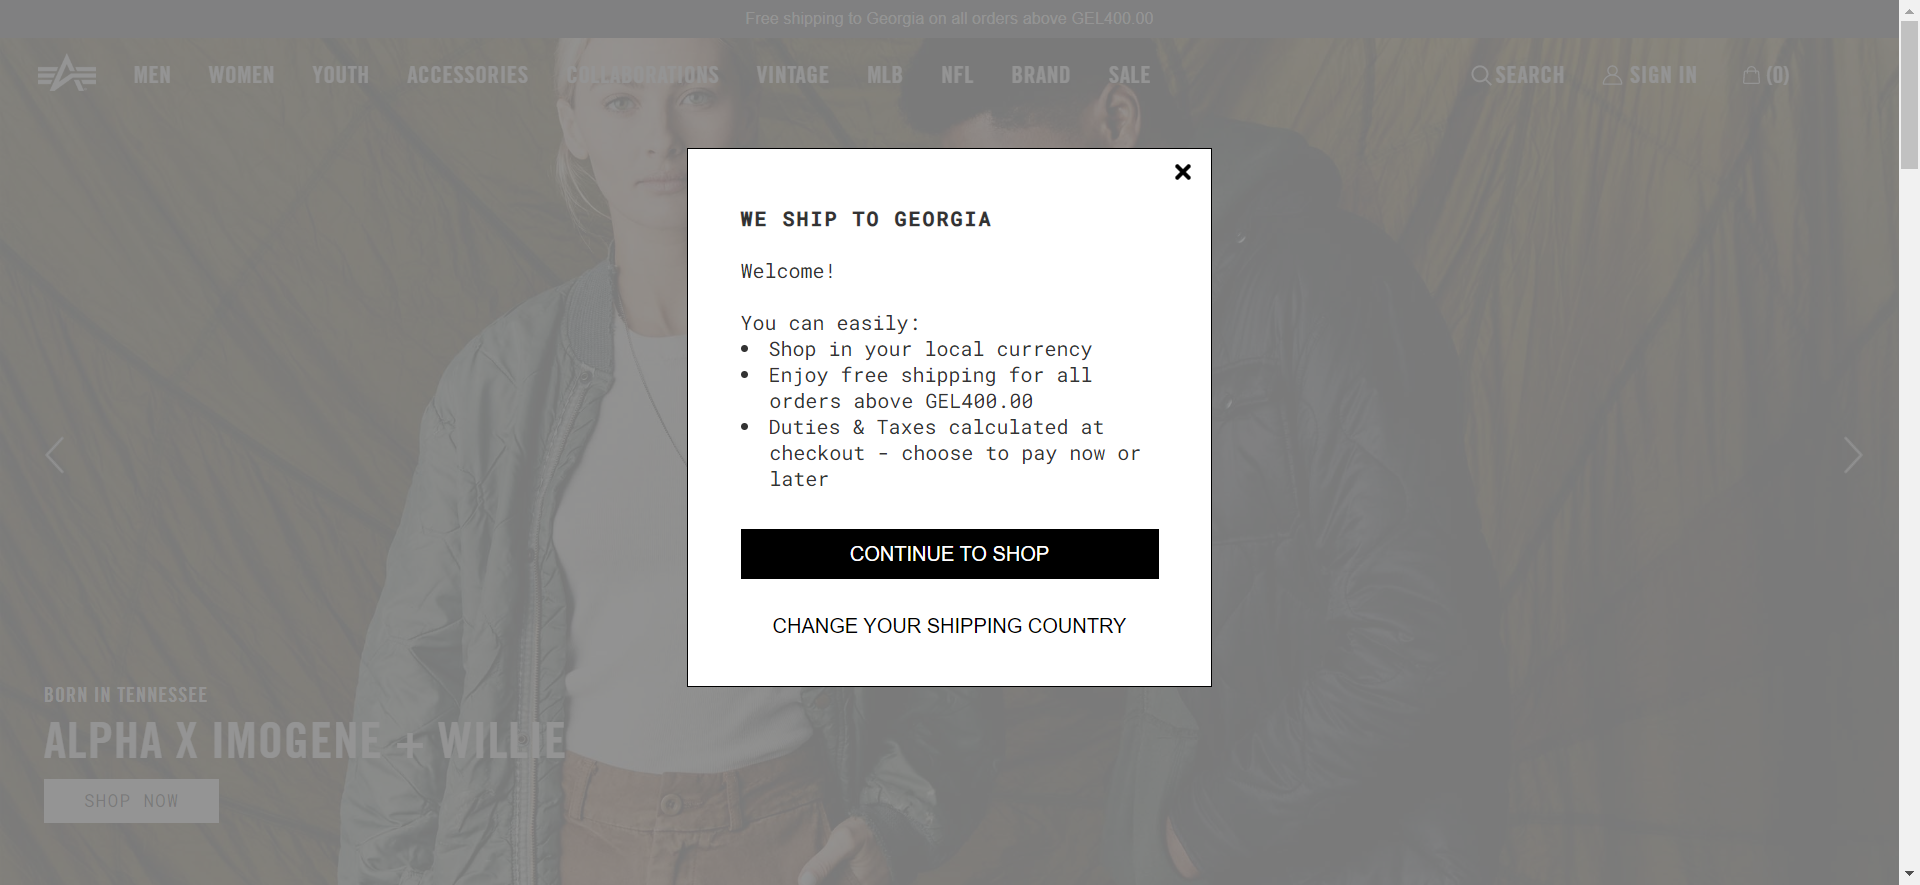 Free shipping to Georgia on all orders above GEL400.00
MEN WOMEN YOUTH ACCESSORIES COLLABORATIONS VINTAGE MLB NFL BRAND SALE SEARCH SIGN IN (0)
WE SHIP TO GEORGIA
Welcome!
You can easily:
• Shop in your local currency
• Enjoy free shipping for all
orders above GEL400.00
• Duties & Taxes calculated at
checkout - choose to pay now or
later
CONTINUE TO SHOP
CHANGE YOUR SHIPPING COUNTRY
BORN IN TENNESSEE
ALPHA X IMOGENE + WILLIE
SHOP NOW